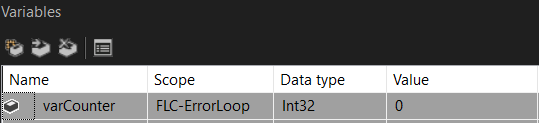 Variables
Name Scope Data type Value
varCounter FLC-ErrorLoop Int32 0